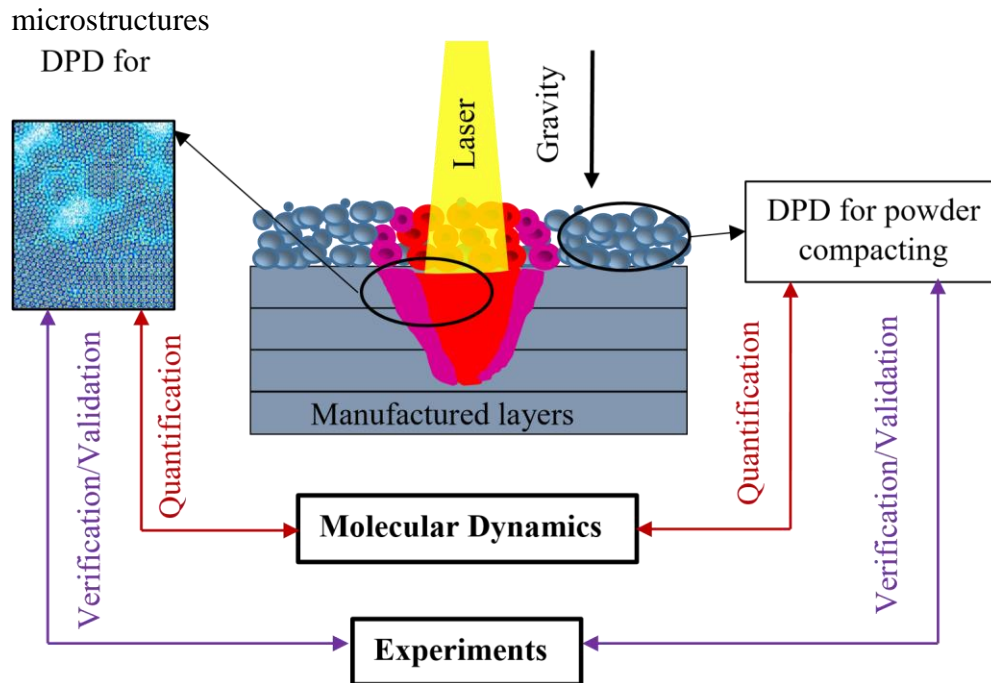 microstructures
DPD for
Laser
Gravity
DPD for powder
compacting
Manufactured layers
Verification/Validation
Quantification
Quantification
Verification/Validation
Molecular Dynamics
Experiments